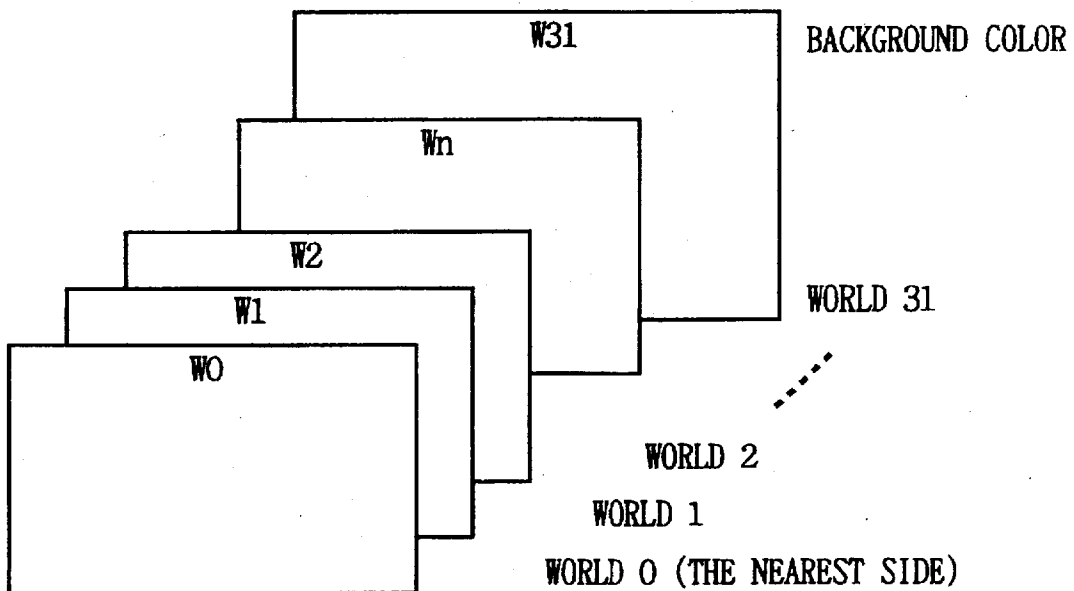 W31
BACKGROUND COLOR
Wn
W2
WORLD 31
W1
W0
WORLD 2
WORLD 1
WORLD 0 (THE NEAREST SIDE)